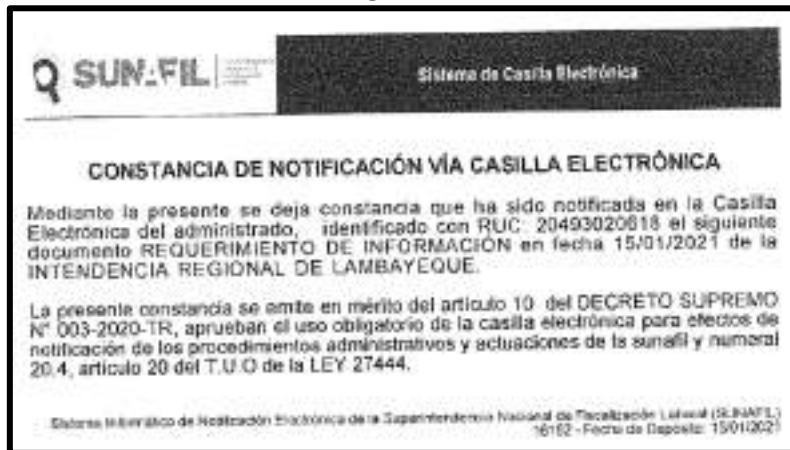 SUNAFIL
Sistema de Casilla Electrónica
CONSTANCIA DE NOTIFICACIÓN VÍA CASILLA ELECTRÓNICA
Mediante la presente se deja constancia que ha sido notificada en la Casilla
Electrónica del administrado, identificado con RUC: 20493020618 el siguiente
documento REQUERIMIENTO DE INFORMACIÓN en fecha 15/01/2021 de la
INTENDENCIA REGIONAL DE LAMBAYEQUE.
La presente constancia se emite en mérito del artículo 10 del DECRETO SUPREMO
N° 003-2020-TR, aprueban el uso obligatorio de la casilla electrónica para efectos de
notificación de los procedimientos administrativos y actuaciones de la sunafil y numeral
20.4, artículo 20 del T.U.O de la LEY 27444.
Sistema Informático de Notificación Electrónica de la Superintendencia Nacional de Fiscalización Laboral (SUNAFIL)
16162 - Fecha de Deposito: 15/01/2021